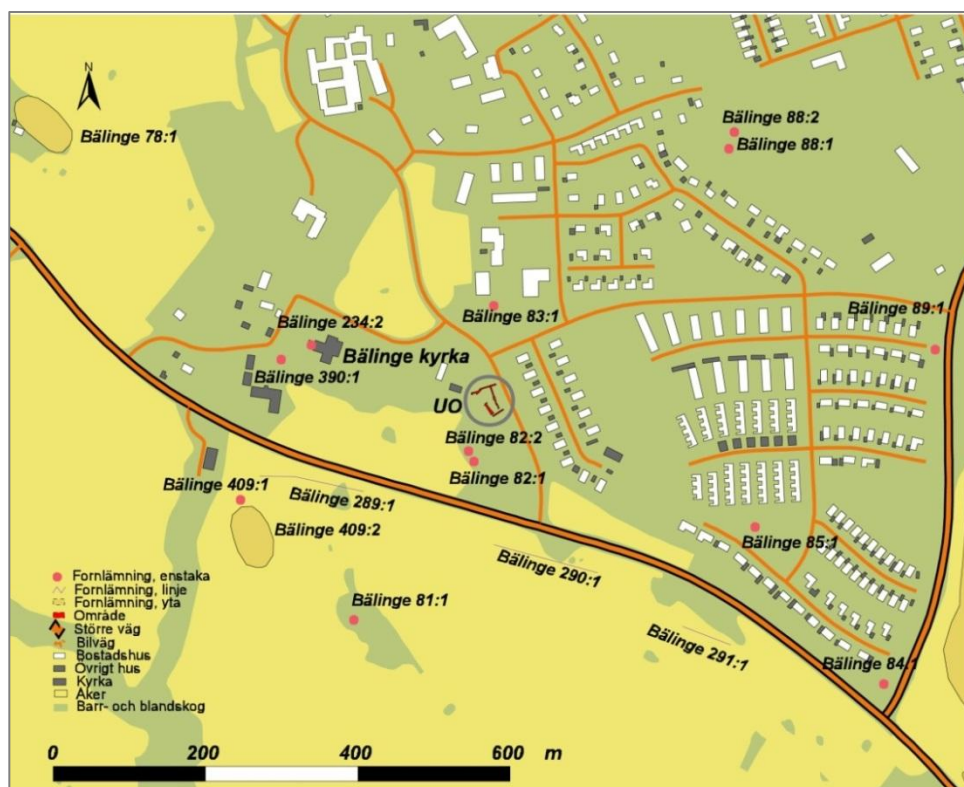 N
Bälinge 78:1
Bälinge 88:2
Bälinge 88:1
Bälinge 234:2
Bälinge 83:1
Bälinge 89:1
Bälinge kyrka
Bälinge 390:1
UO
Bälinge 82:2
Bälinge 82:1
Bälinge 409:1
Bälinge 289:1
Bälinge 409:2
Bälinge 85:1
Bälinge 290:1
Bälinge 81:1
Bälinge 291:1
Bälinge 84:1
Fornlämning, enstaka
Fornlämning, linje
Fornlämning, yta
Område
Större väg
Bilväg
Bostadshus
Övrigt hus
Kyrka
Åker
Barr- och blandskog
0 200 400 600 m